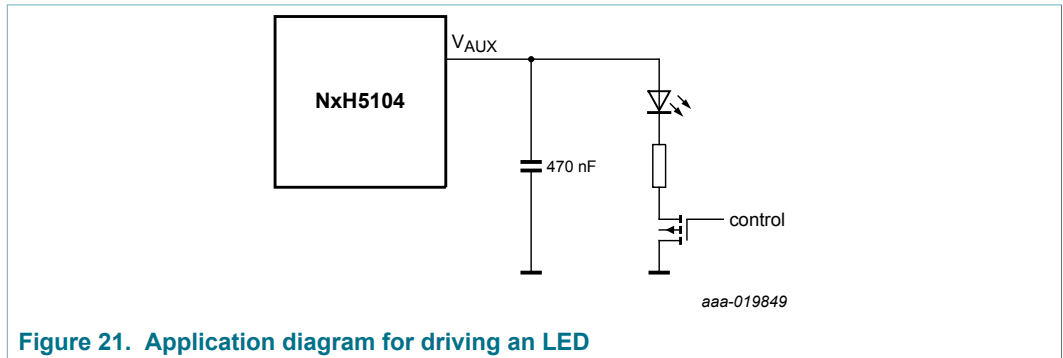 VAUX
NxH5104
470 nF
control
aaa-019849
Figure 21. Application diagram for driving an LED